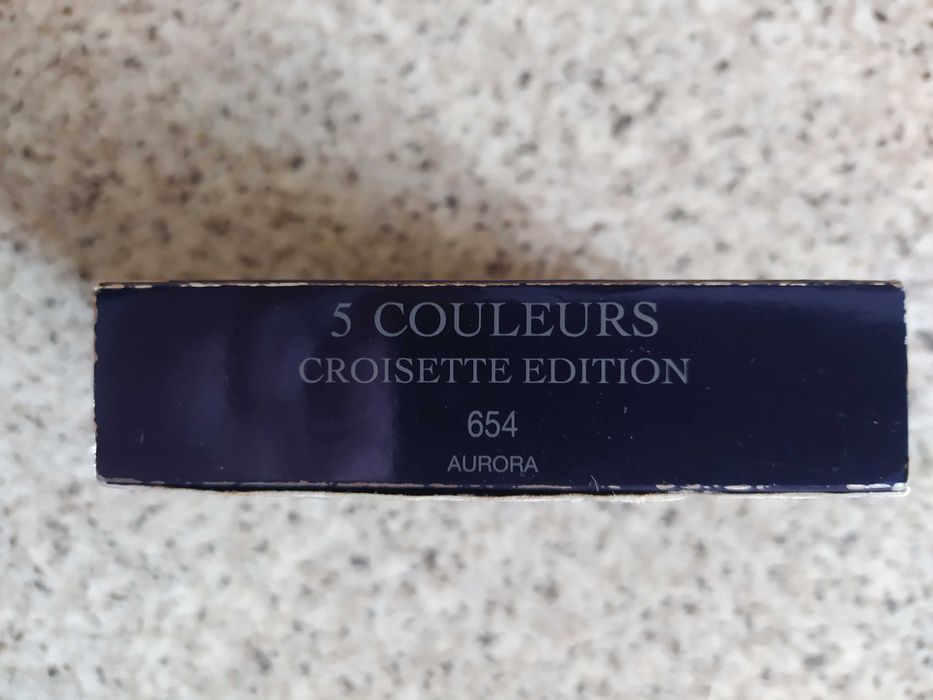 5 COULEURS
CROISETTE EDITION
654
AURORA